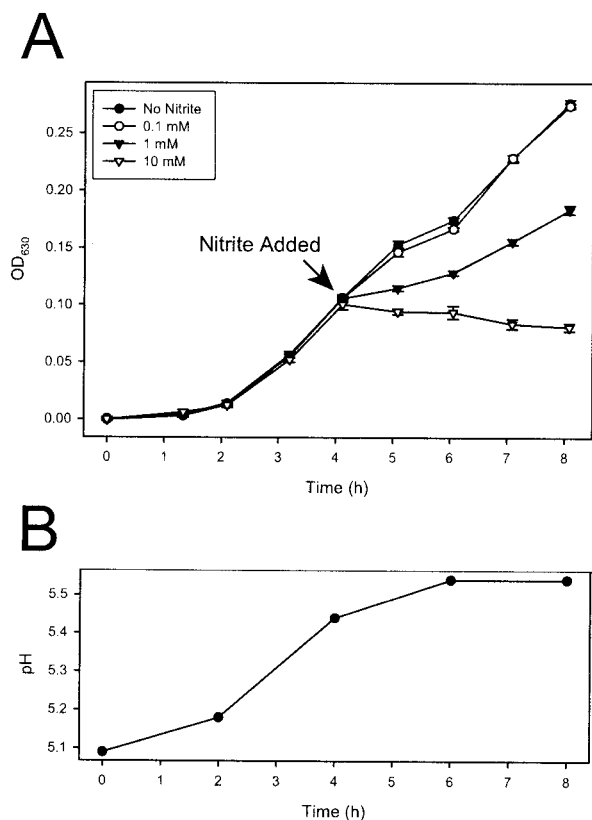 A
No Nitrite
0.1 mM
1 mM
10 mM
Nitrite Added
OD630
0.25
0.20
0.15
0.10
0.05
0.00
0 1 2 3 4 5 6 7 8
Time (h)
B
pH
5.5
5.4
5.3
5.2
5.1
0 1 2 3 4 5 6 7 8
Time (h)